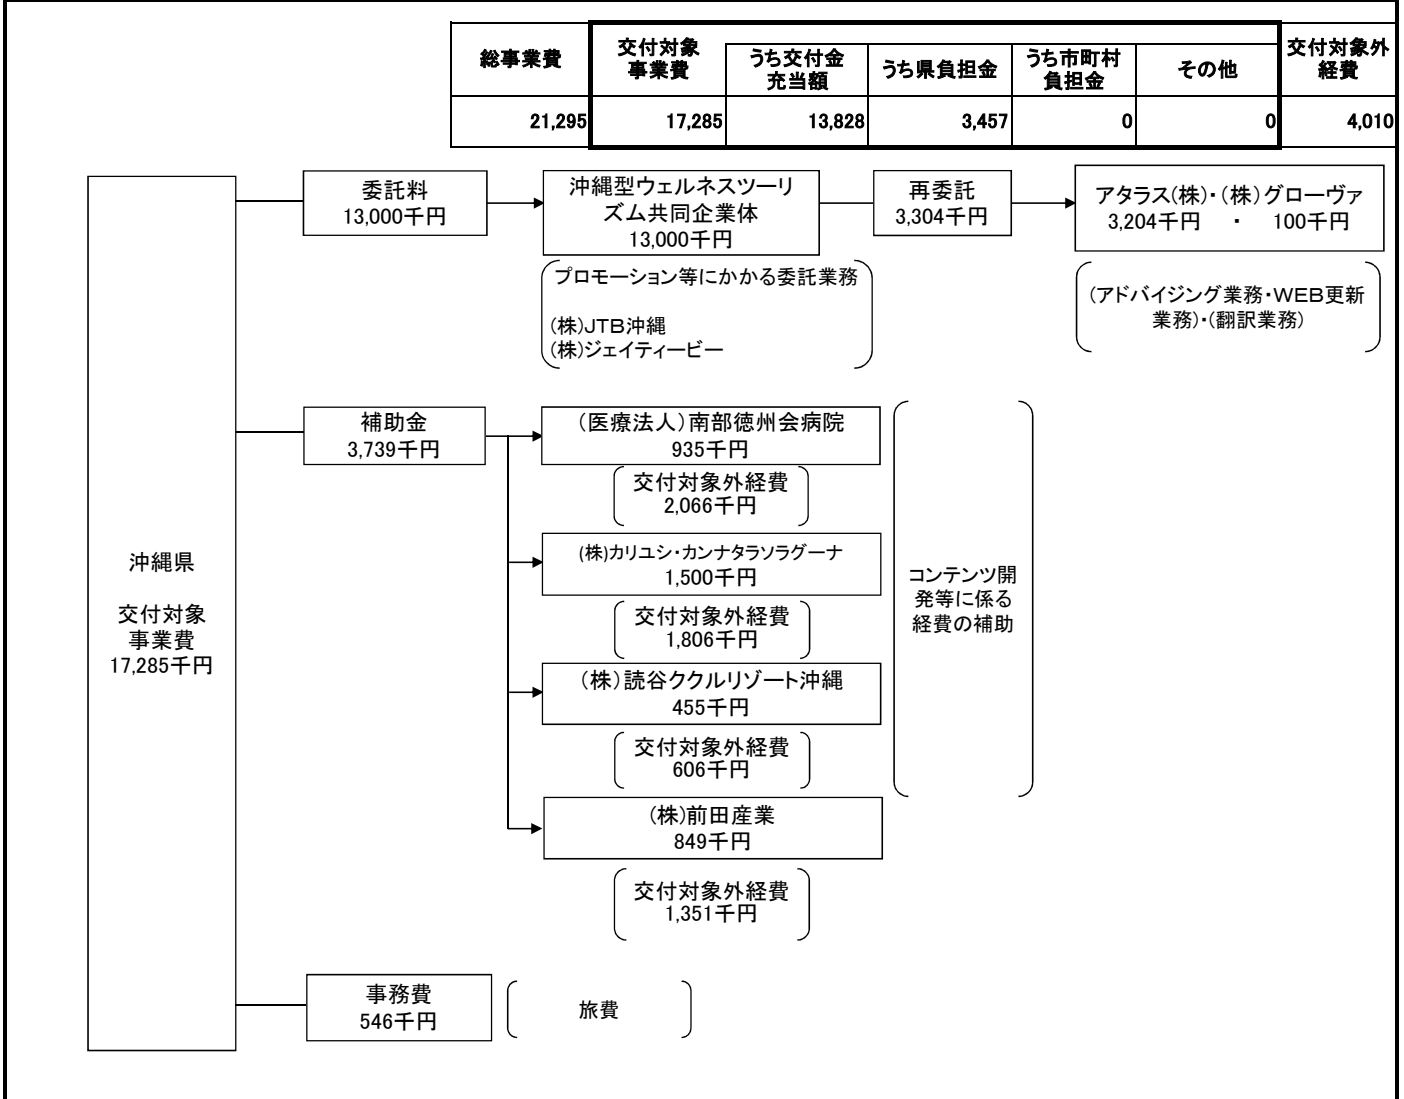 総事業費
交付対象
事業費
うち交付金
充当額
うち県負担金
うち市町村
負担金
その他
交付対象外
経費
21,295
17,285
13,828
3,457
0
0
4,010
委託料
13,000千円
沖縄型ウェルネスツーリ
ズム共同企業体
13,000千円
再委託
3,304千円
アタラス(株)・(株)グローヴァ
3,204千円 ・ 100千円
プロモーション等にかかる委託業務
(株)JTB沖縄
(株)ジェイティービー
(アドバイジング業務・WEB更新
業務)・(翻訳業務)
沖縄県
交付対象
事業費
17,285千円
補助金
3,739千円
(医療法人)南部徳州会病院
935千円
交付対象外経費
2,066千円
(株)カリユシ・カンナタラソラグーナ
1,500千円
交付対象外経費
1,806千円
(株)読谷ククルリゾート沖縄
455千円
交付対象外経費
606千円
(株)前田産業
849千円
交付対象外経費
1,351千円
コンテンツ開
発等に係る
経費の補助
事務費
546千円
旅費